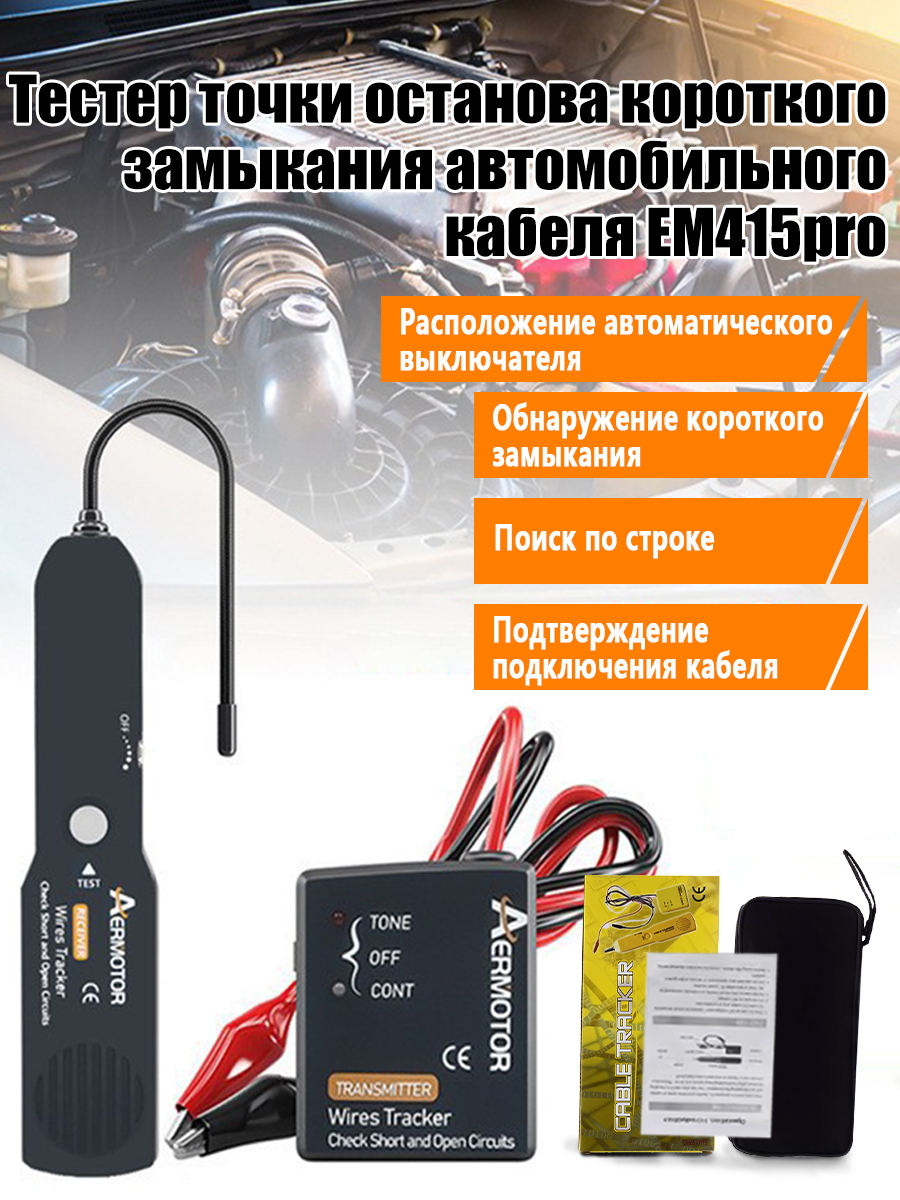 Тестер точки останова короткого
замыкания автомобильного
кабеля EM415pro
Расположение автоматического
выключателя
Обнаружение короткого
замыкания
Поиск по строке
Подтверждение
подключения кабеля
OFF
TEST
AERMOTOR
RECEIVER
Wires Tracker
Check Short and Open Circuits
CE
TONE
OFF
CONT
AERMOTOR
CE
TRANSMITTER
Wires Tracker
Check Short and Open Circuits
CE
CABLE TRACKER